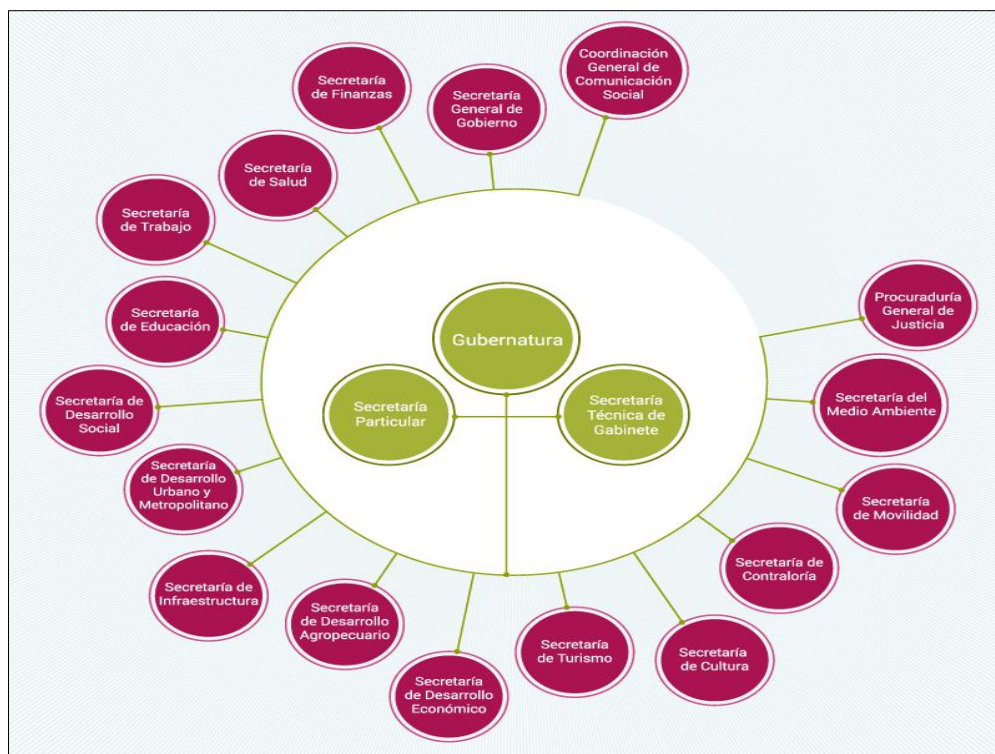 Coordinación
General de
Comunicación
Social
Secretaría
General de
Gobierno
Secretaría
de Finanzas
Secretaría
de Salud
Secretaría
de Trabajo
Secretaría
de Educación
Secretaría de
Desarrollo
Social
Secretaría
de Desarrollo
Urbano y
Metropolitano
Secretaría de
Infraestructura
Secretaría
de Desarrollo
Agropecuario
Secretaría
de Desarrollo
Económico
Secretaría
de Turismo
Secretaría
de Cultura
Secretaría de
Contraloría
Secretaría
de Movilidad
Secretaría del
Medio Ambiente
Procuraduría
General de
Justicia
Gubernatura
Secretaría
Particular
Secretaría
Técnica de
Gabinete